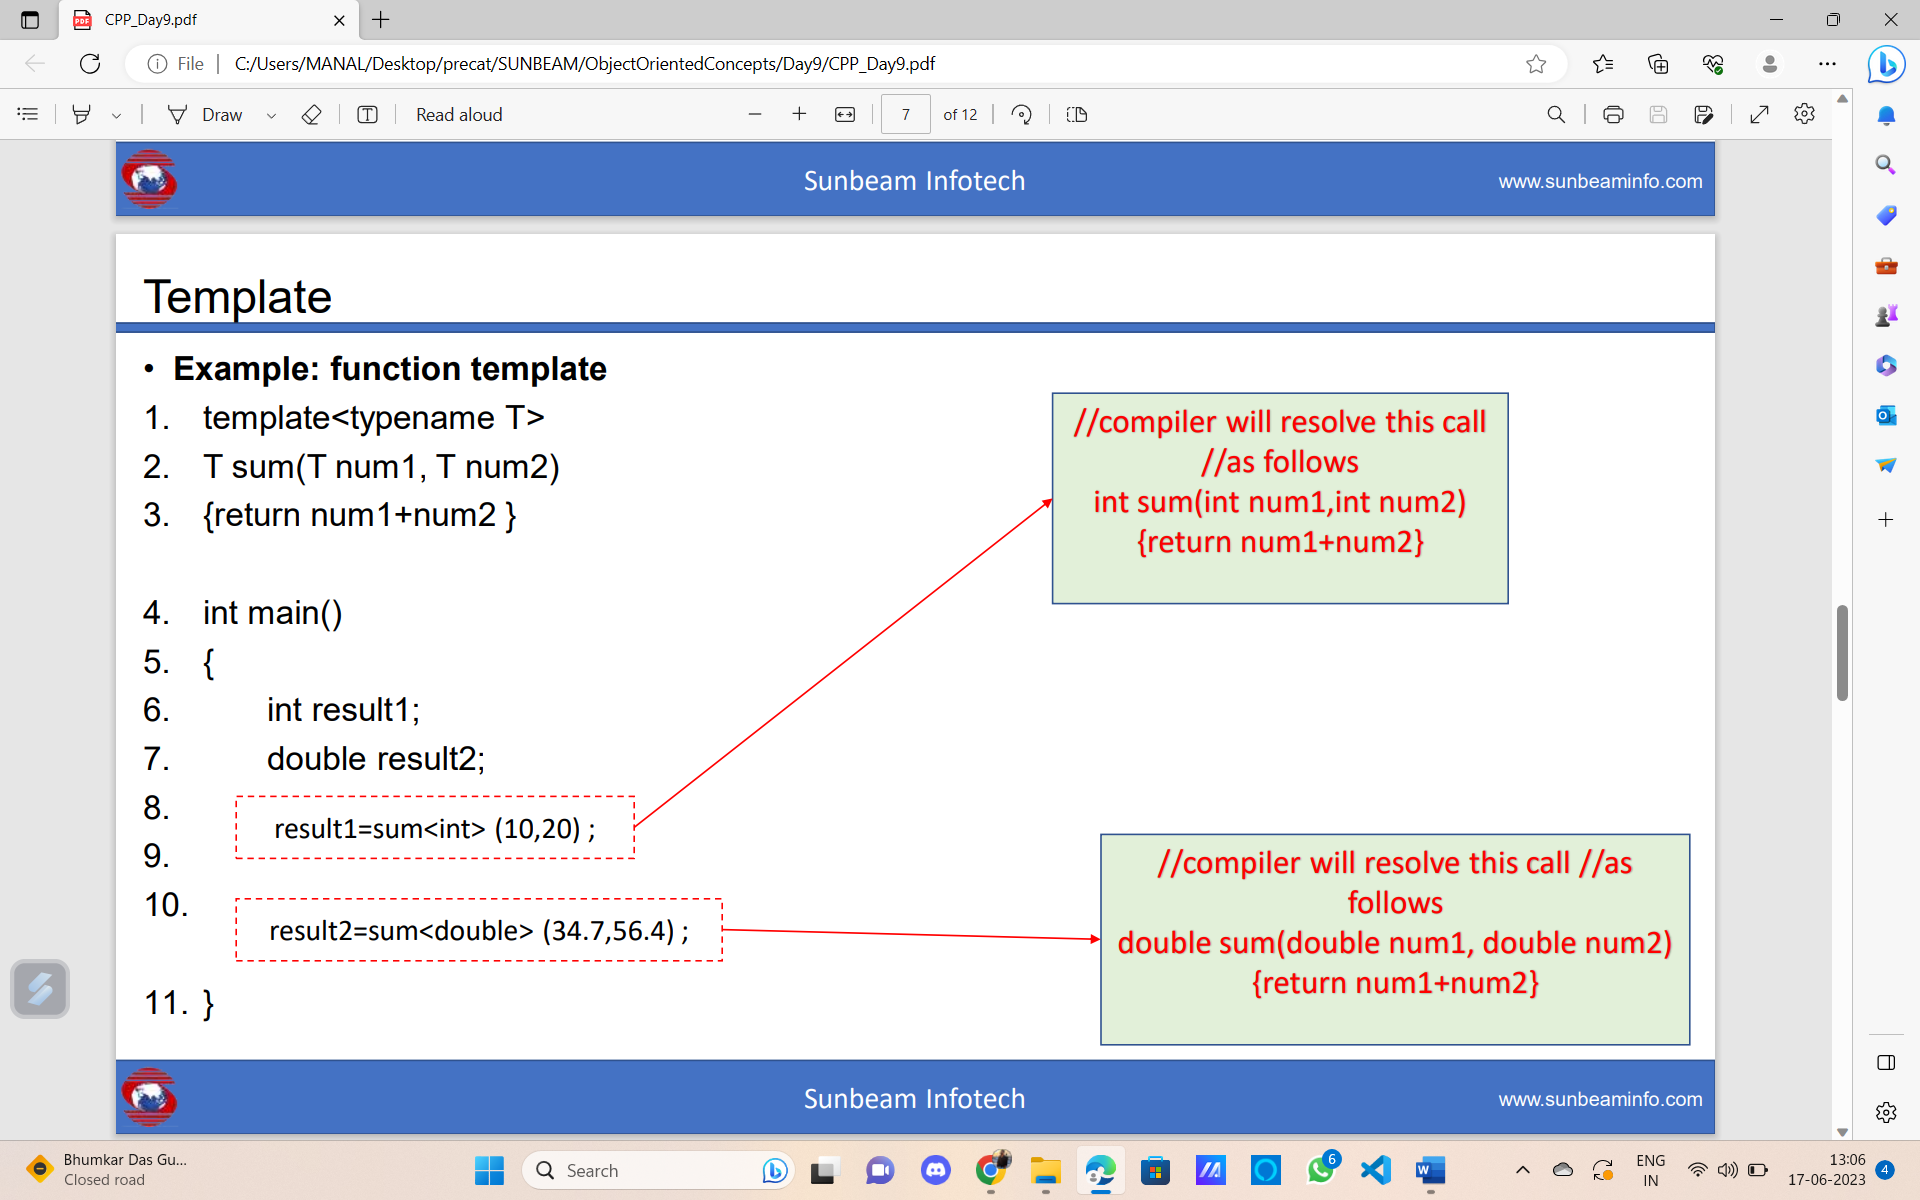 CPP_Day9.pdf
File
C:/Users/MANAL/Desktop/precat/SUNBEAM/ObjectOrientedConcepts/Day9/CPP_Day9.pdf
Draw
Read aloud
7 of 12
Sunbeam Infotech
www.sunbeaminfo.com
Template
• Example: function template
1. template<typename T>
2. T sum(T num1, T num2)
3. {return num1+num2 }
4. int main()
5. {
6. int result1;
7. double result2;
8.
result1=sum<int> (10,20) ;
9.
10.
result2=sum<double> (34.7,56.4) ;
11. }
//compiler will resolve this call
//as follows
int sum(int num1,int num2)
{return num1+num2}
//compiler will resolve this call //as
follows
double sum(double num1, double num2)
{return num1+num2}
Sunbeam Infotech
www.sunbeaminfo.com
Bhumkar Das Gu...
Closed road
Search
6
ENG
IN
13:06
17-06-2023
4